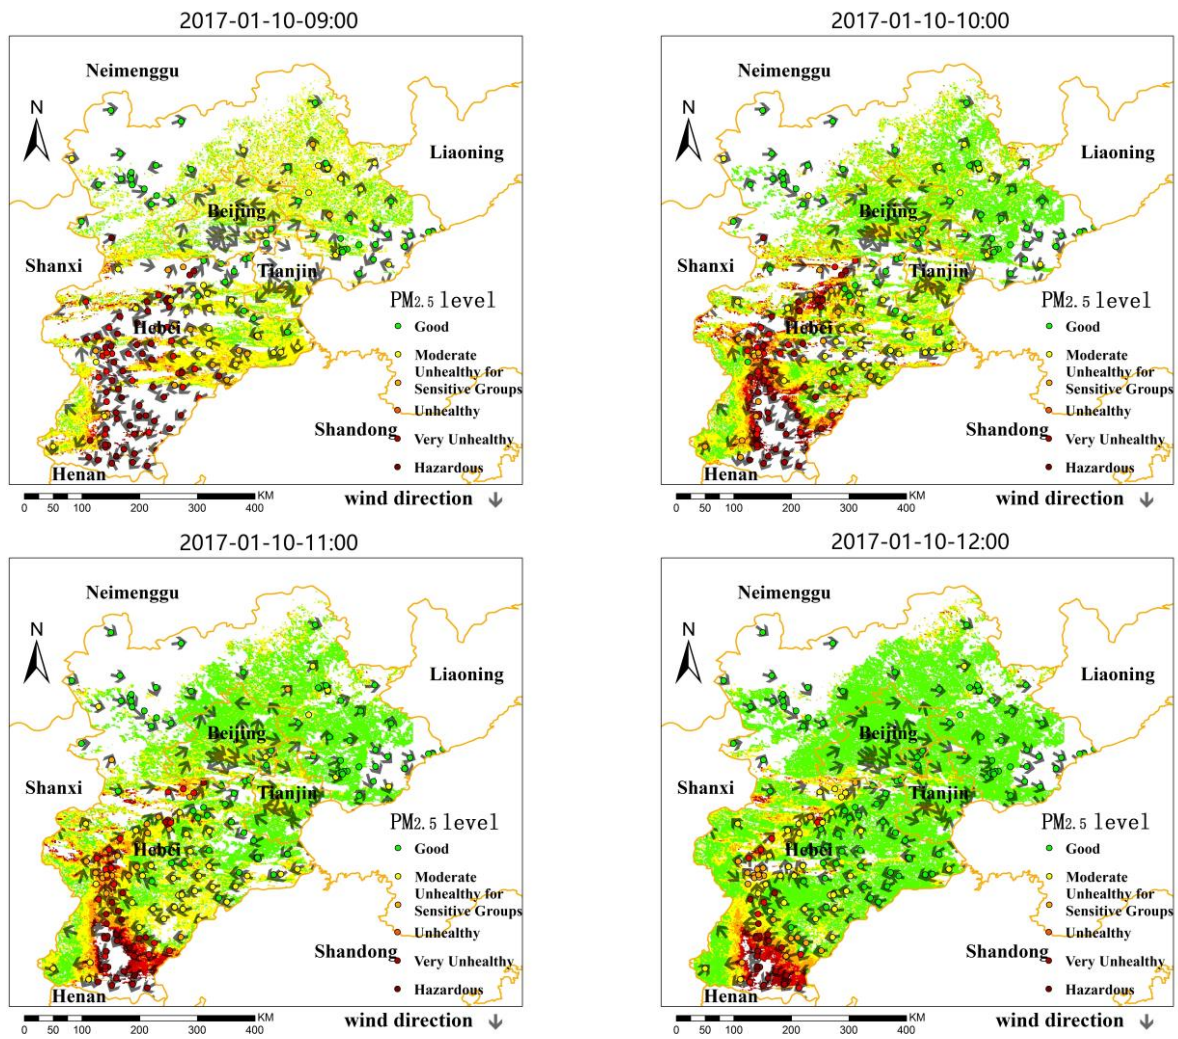 2017-01-10-09:00
Neimenggu
N
Liaoning
Beijing
Shanxi
Tianjin
PM2.5 level
Hebei
Good
Moderate
Unhealthy for
Sensitive Groups
Unhealthy
Shandong
Very Unhealthy
Henan
Hazardous
KM
wind direction
0 50 100 200 300 400
2017-01-10-10:00
Neimenggu
N
Liaoning
Beijing
Shanxi
Tianjin
PM2.5 level
Hebei
Good
Moderate
Unhealthy for
Sensitive Groups
Unhealthy
Shandong
Very Unhealthy
Henan
Hazardous
KM
wind direction
0 50 100 200 300 400
2017-01-10-11:00
Neimenggu
N
Liaoning
Beijing
Shanxi
Tianjin
PM2.5 level
Hebei
Good
Moderate
Unhealthy for
Sensitive Groups
Unhealthy
Shandong
Very Unhealthy
Henan
Hazardous
KM
wind direction
0 50 100 200 300 400
2017-01-10-12:00
Neimenggu
N
Liaoning
Beijing
Shanxi
Tianjin
PM2.5 level
Hebei
Good
Moderate
Unhealthy for
Sensitive Groups
Unhealthy
Shandong
Very Unhealthy
Henan
Hazardous
KM
wind direction
0 50 100 200 300 400